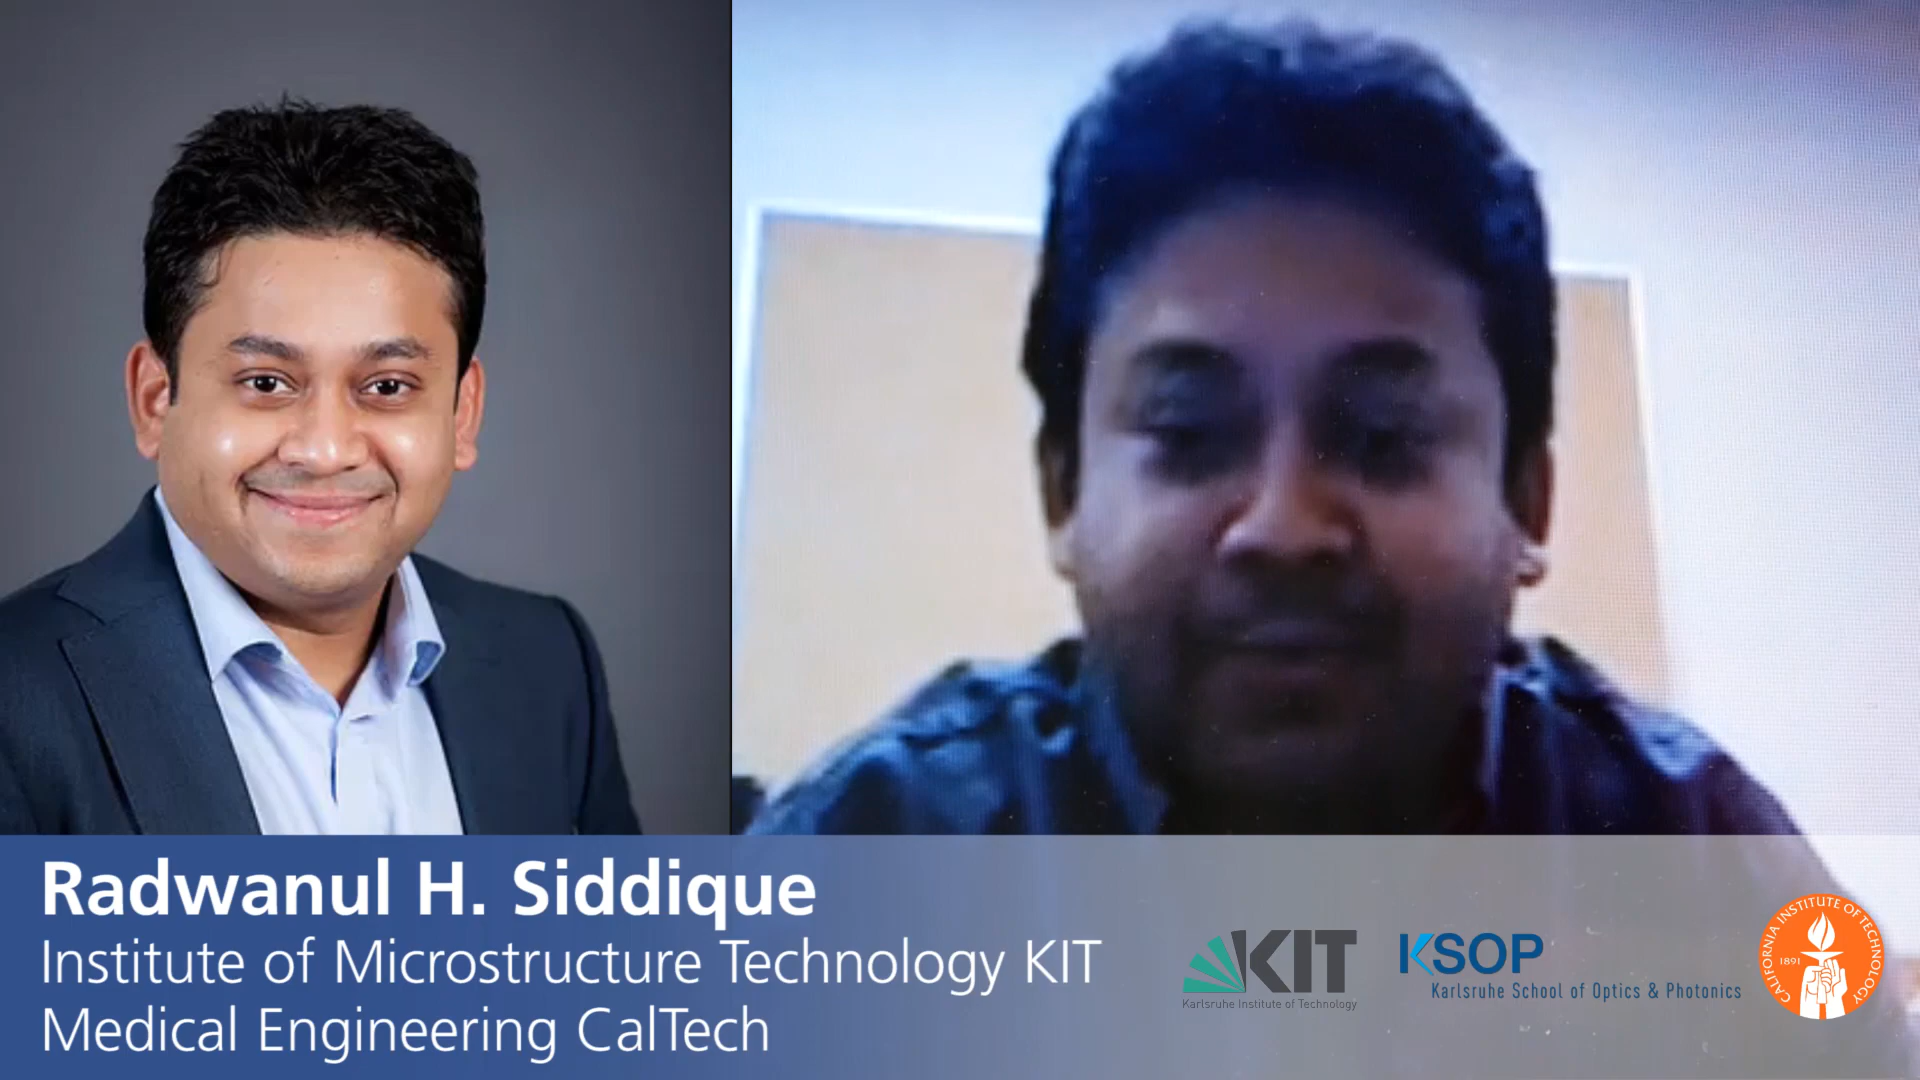 Radwanul H. Siddique
Institute of Microstructure Technology KIT
Medical Engineering CalTech
KIT
Karlsruhe Institute of Technology
KSOP
Karlsruhe School of Optics & Photonics
CALIFORNIA INSTITUTE OF TECHNOLOGY
1891